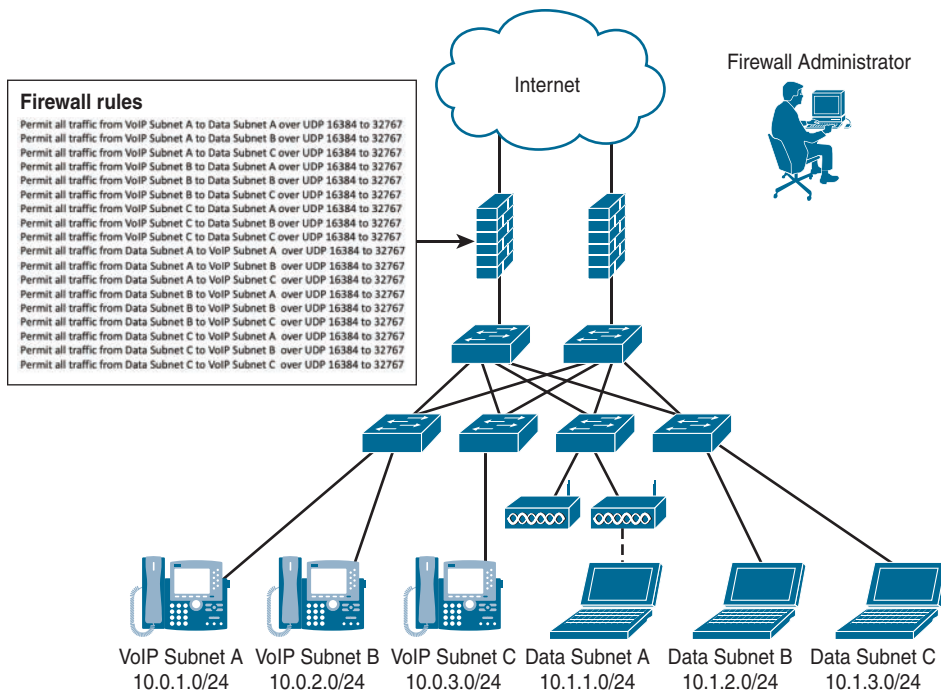 Internet
Firewall Administrator
Firewall rules
Permit all traffic from VoIP Subnet A to Data Subnet A over UDP 16384 to 32767
Permit all traffic from VoIP Subnet A to Data Subnet B over UDP 16384 to 32767
Permit all traffic from VoIP Subnet A to Data Subnet C over UDP 16384 to 32767
Permit all traffic from VoIP Subnet B to Data Subnet A over UDP 16384 to 32767
Permit all traffic from VoIP Subnet B to Data Subnet B over UDP 16384 to 32767
Permit all traffic from VoIP Subnet B to Data Subnet C over UDP 16384 to 32767
Permit all traffic from VoIP Subnet C to Data Subnet A over UDP 16384 to 32767
Permit all traffic from VoIP Subnet C to Data Subnet B over UDP 16384 to 32767
Permit all traffic from VoIP Subnet C to Data Subnet C over UDP 16384 to 32767
Permit all traffic from Data Subnet A to VoIP Subnet A over UDP 16384 to 32767
Permit all traffic from Data Subnet A to VoIP Subnet B over UDP 16384 to 32767
Permit all traffic from Data Subnet A to VoIP Subnet C over UDP 16384 to 32767
Permit all traffic from Data Subnet B to VoIP Subnet A over UDP 16384 to 32767
Permit all traffic from Data Subnet B to VoIP Subnet B over UDP 16384 to 32767
Permit all traffic from Data Subnet B to VoIP Subnet C over UDP 16384 to 32767
Permit all traffic from Data Subnet C to VoIP Subnet A over UDP 16384 to 32767
Permit all traffic from Data Subnet C to VoIP Subnet B over UDP 16384 to 32767
Permit all traffic from Data Subnet C to VoIP Subnet C over UDP 16384 to 32767
VoIP Subnet A
10.0.1.0/24
VoIP Subnet B
10.0.2.0/24
VoIP Subnet C
10.0.3.0/24
Data Subnet A
10.1.1.0/24
Data Subnet B
10.1.2.0/24
Data Subnet C
10.1.3.0/24